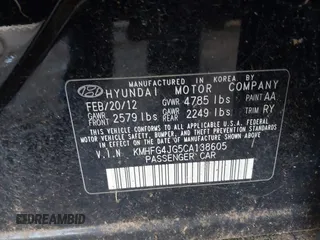 MANUFACTURED BY
HYUNDAI MOTOR COMPANY
FEB/20/12 GVWR 4785 lbs PAINT AA
GAWR FRONT 2579 lbs GAWR REAR 2249 lbs TRIM RY
THIS VEHICLE CONFORMS TO ALL APPLICABLE FEDERAL
MOTOR VEHICLE SAFETY, BUMPER, AND THEFT
PREVENTION STANDARDS IN EFFECT ON THE DATE OF
MANUFACTURE SHOWN ABOVE.
V.I.N KMHFG4JG5CA138605
PASSENGER CAR
DREAMBID